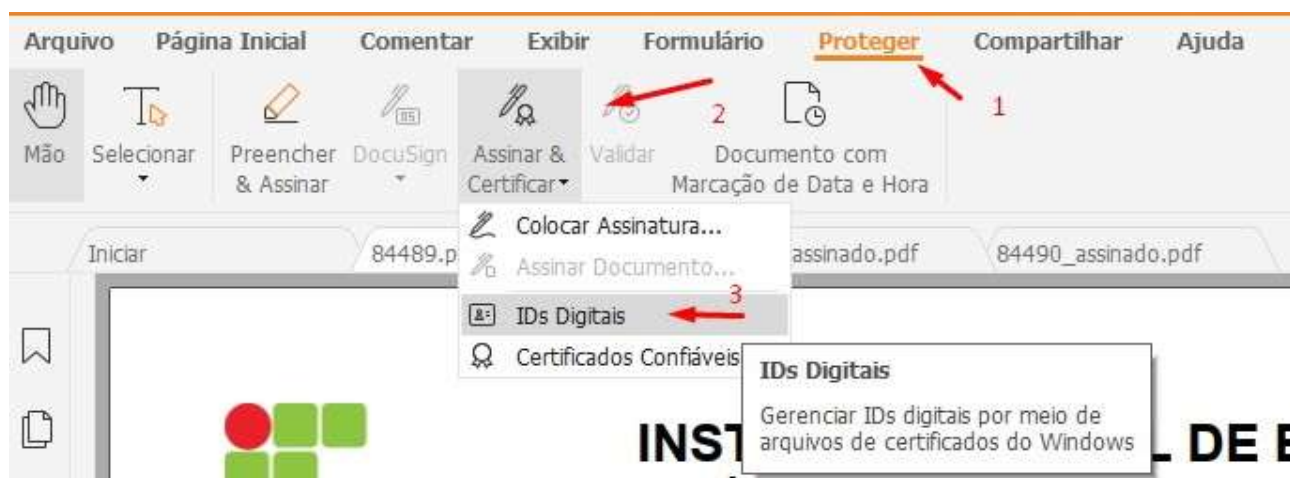 Arquivo Página Inicial Comentar Exibir Formulário Proteger Compartilhar Ajuda
1
2
Mão Selecionar Preencher & Assinar DocuSign Assinar & Certificar Validar Documento com Marcação de Data e Hora
Colocar Assinatura...
Iniciar 84489.p assinado.pdf 84490_assinado.pdf
Assinar Documento...
3
IDs Digitais
Certificados Confiáveis
IDs Digitais
Gerenciar IDs digitais por meio de
arquivos de certificados do Windows
INST L DE E